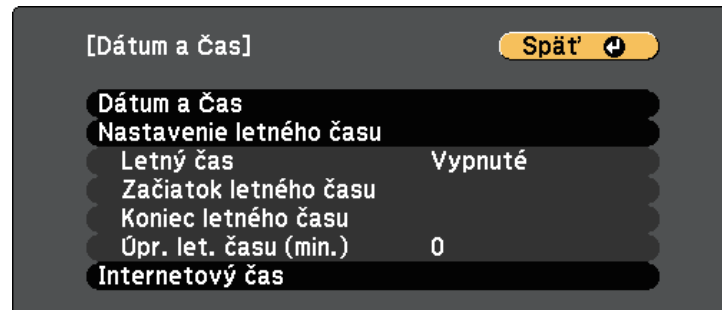 [Dátum a Čas] Späť
Dátum a Čas
Nastavenie letného času
Letný čas Vypnuté
Začiatok letného času
Koniec letného času
Úpr. let. času (min.) 0
Internetový čas